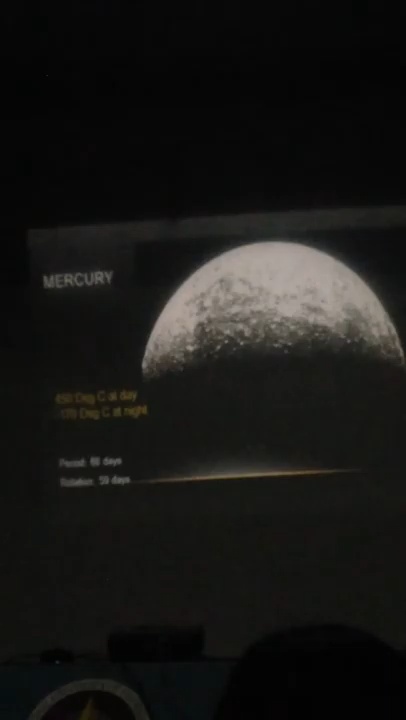 MERCURY
Deg C at day
Deg C at night
Period: days
Rotation: 59 days